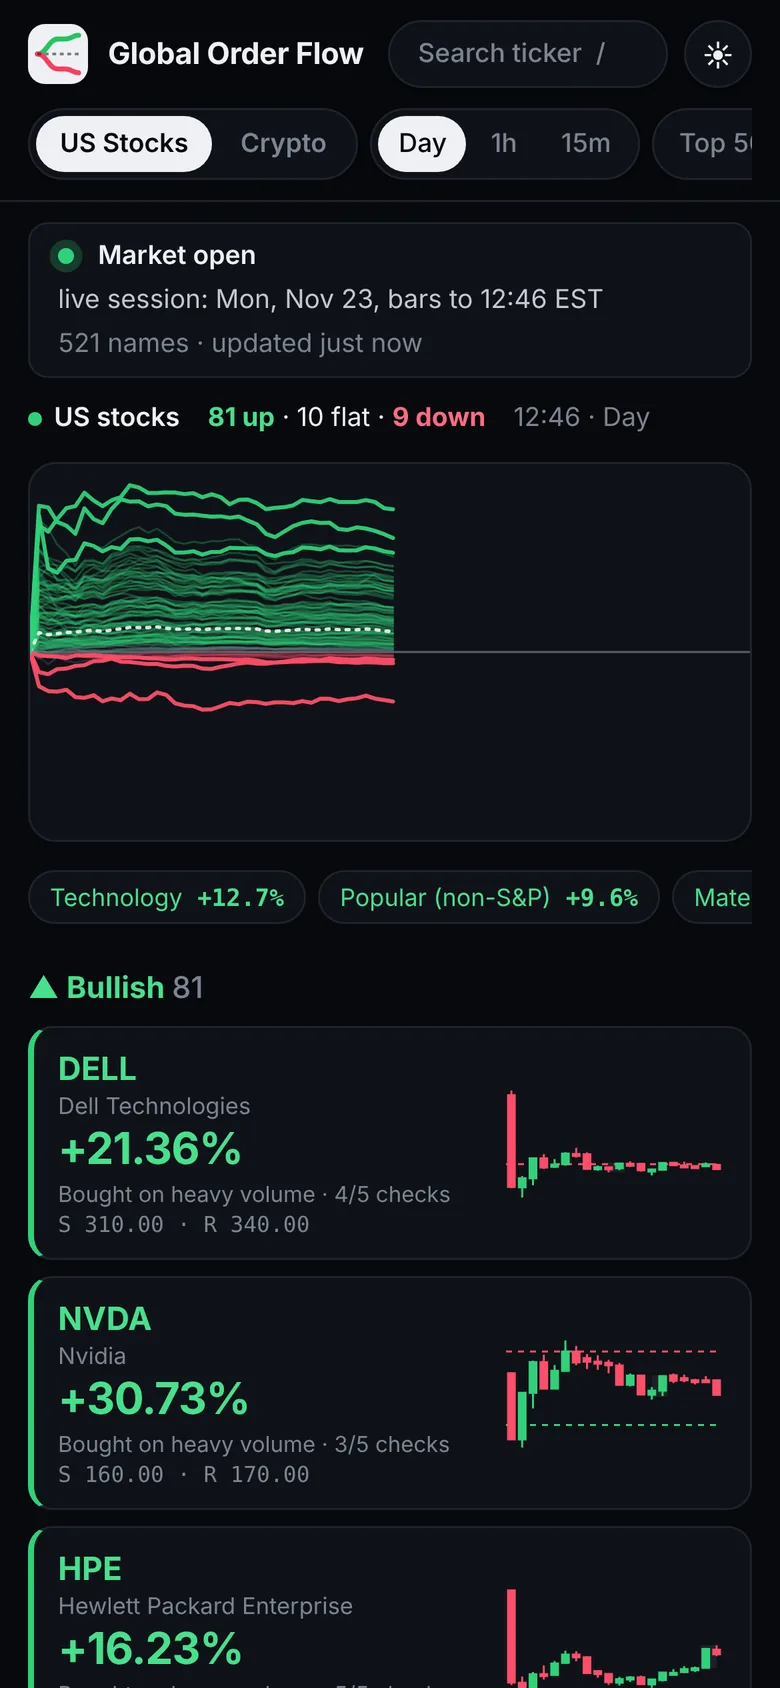 Global Order Flow
Search ticker /
US Stocks Crypto Day 1h 15m Top
Market open
live session: Mon, Nov 23, bars to 12:46 EST
521 names · updated just now
US stocks 81 up · 10 flat · 9 down 12:46 · Day
Technology +12.7% Popular (non-S&P) +9.6% Mate
▲ Bullish 81
DELL
Dell Technologies
+21.36%
Bought on heavy volume · 4/5 checks
S 310.00 · R 340.00
NVDA
Nvidia
+30.73%
Bought on heavy volume · 3/5 checks
S 160.00 · R 170.00
HPE
Hewlett Packard Enterprise
+16.23%